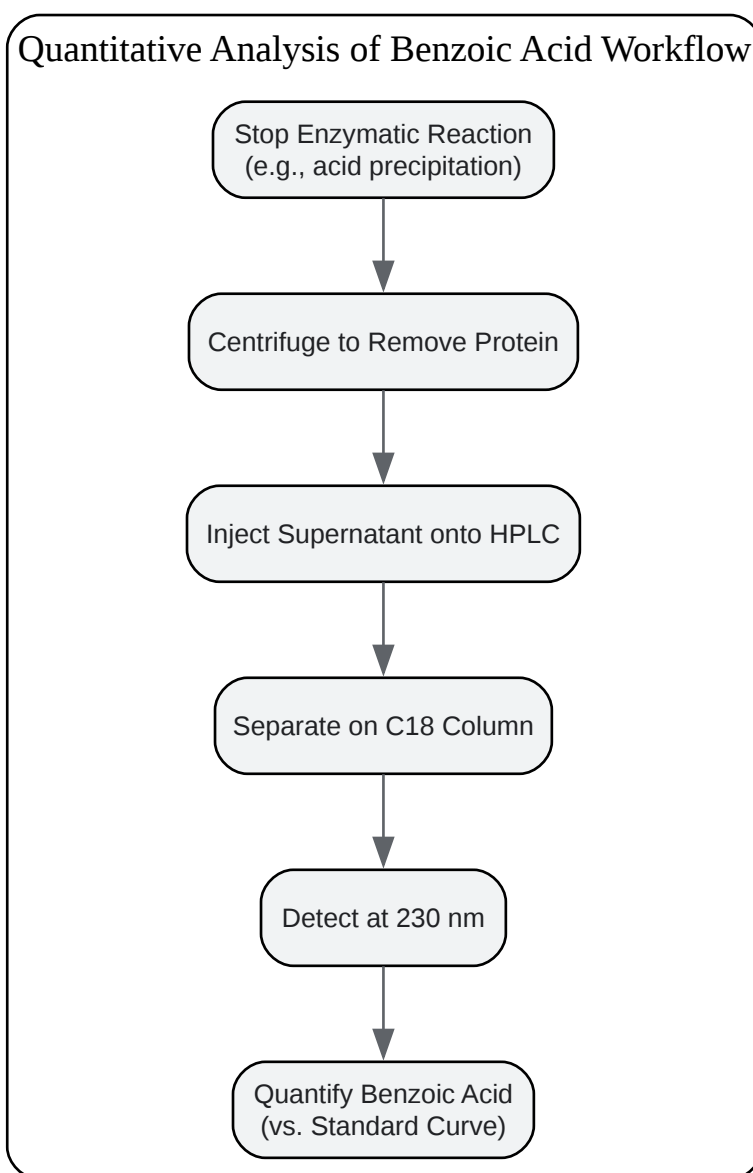 Quantitative Analysis of Benzoic Acid Workflow
Stop Enzymatic Reaction
(e.g., acid precipitation)
Centrifuge to Remove Protein
Inject Supernatant onto HPLC
Separate on C18 Column
Detect at 230 nm
Quantify Benzoic Acid
(vs. Standard Curve)